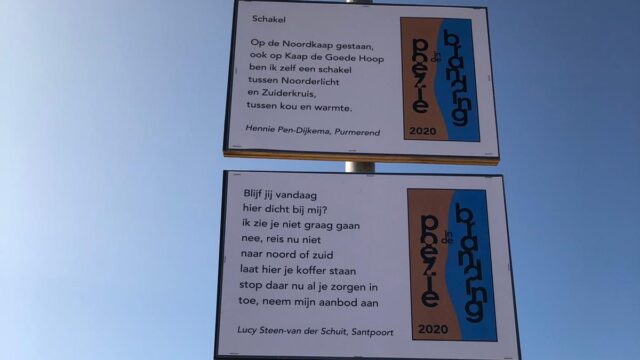 Schakel
Op de Noordkaap gestaan,
ook op Kaap de Goede Hoop
ben ik zelf een schakel
tussen Noorderlicht
en Zuiderkruis,
tussen kou en warmte.
Hennie Pen-Dijkema, Purmerend
poëzie
in de
branding
2020
Blijf jij vandaag
hier dicht bij mij?
ik zie je niet graag gaan
nee, reis nu niet
naar noord of zuid
laat hier je koffer staan
stop daar nu al je zorgen in
toe, neem mijn aanbod aan
Lucy Steen-van der Schuit, Santpoort
poëzie
in de
branding
2020